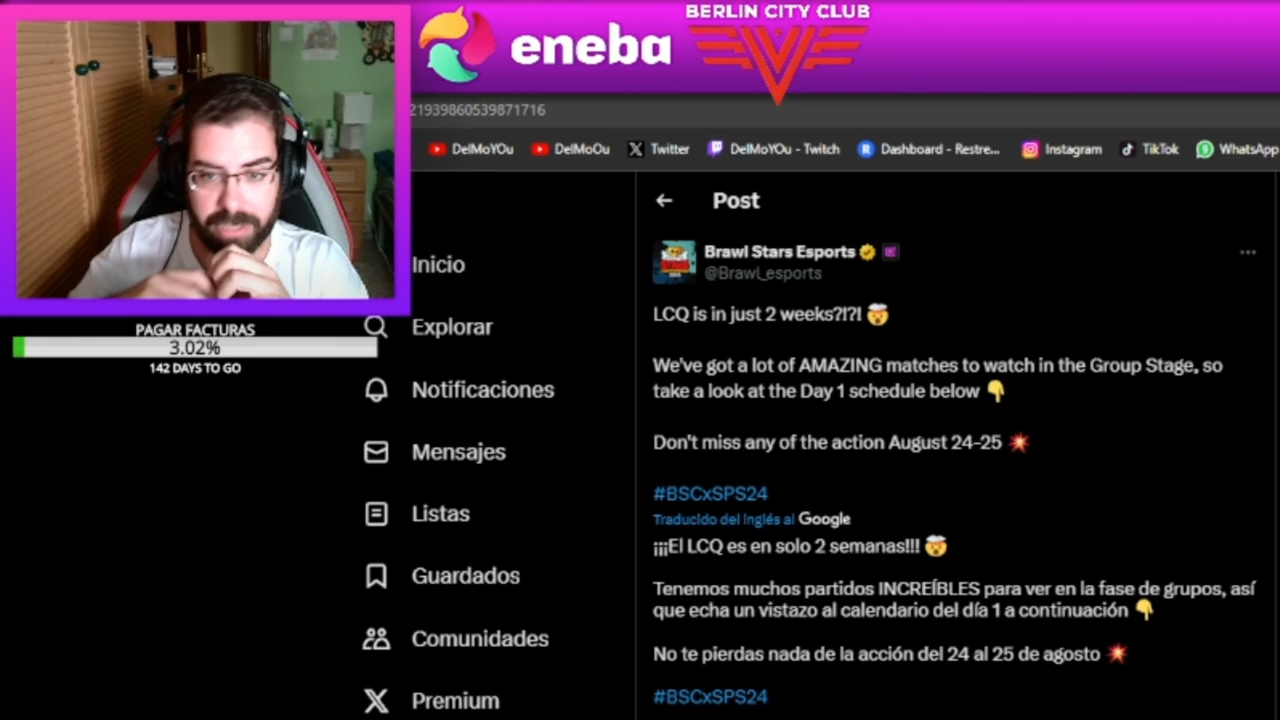 BERLIN CITY CLUB
eneba
21939860539871716
DelMoYOu
DelMoOu
Twitter
DelMoYOu - Twitch
Dashboard - Restre...
Instagram
TikTok
WhatsApp
Post
Inicio
Explorar
Notificaciones
Mensajes
Listas
Guardados
Comunidades
Premium
PAGAR FACTURAS
3.02%
142 DAYS TO GO
Brawl Stars Esports
@Brawl_esports
LCQ is in just 2 weeks?!?! 🤯
We've got a lot of AMAZING matches to watch in the Group Stage, so
take a look at the Day 1 schedule below 👇
Don't miss any of the action August 24-25 💥
#BSCxSPS24
Traducido del inglés al Google
¡¡¡El LCQ es en solo 2 semanas!!! 🤯
Tenemos muchos partidos INCREÍBLES para ver en la fase de grupos, así
que echa un vistazo al calendario del día 1 a continuación 👇
No te pierdas nada de la acción del 24 al 25 de agosto 💥
#BSCxSPS24